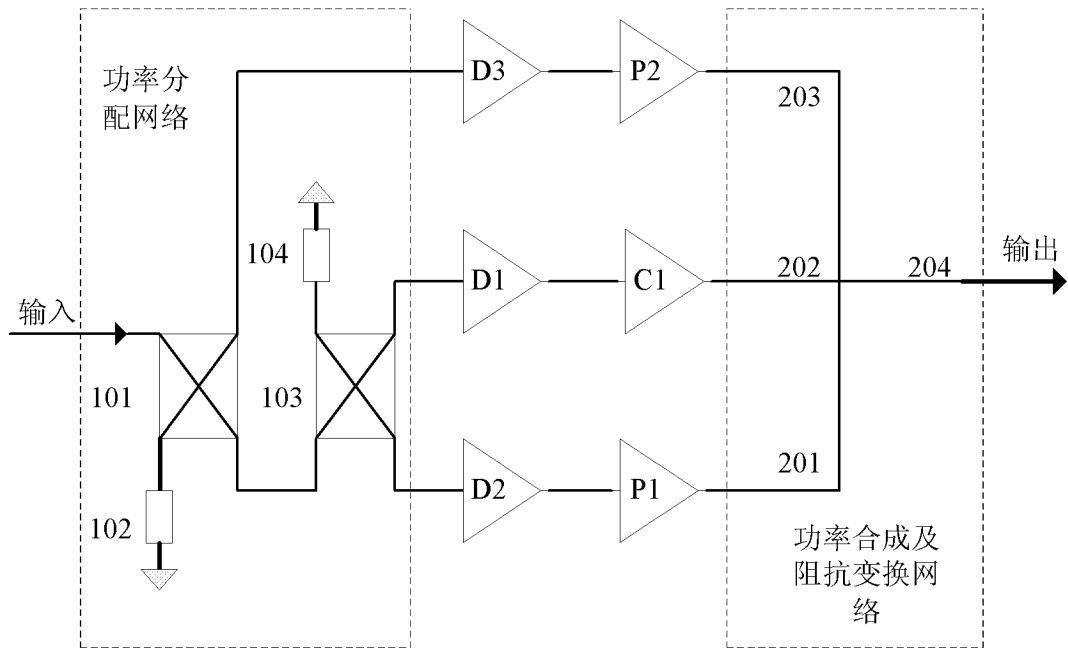 功率分
配网络
D3
P2
203
104
D1
C1
202
204
输出
输入
101
103
D2
P1
201
102
功率合成及
阻抗变换网
络